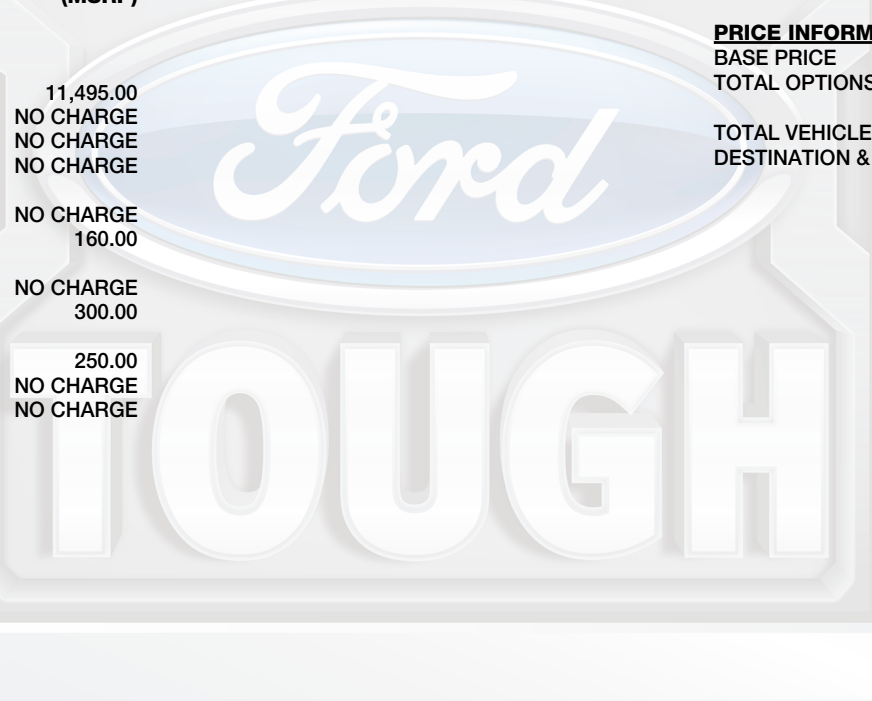 (MSRP)
11,495.00
NO CHARGE
NO CHARGE
NO CHARGE
NO CHARGE
160.00
NO CHARGE
300.00
250.00
NO CHARGE
NO CHARGE
PRICE INFORM
BASE PRICE
TOTAL OPTIONS
TOTAL VEHICLE
DESTINATION &
Ford
TOUGH